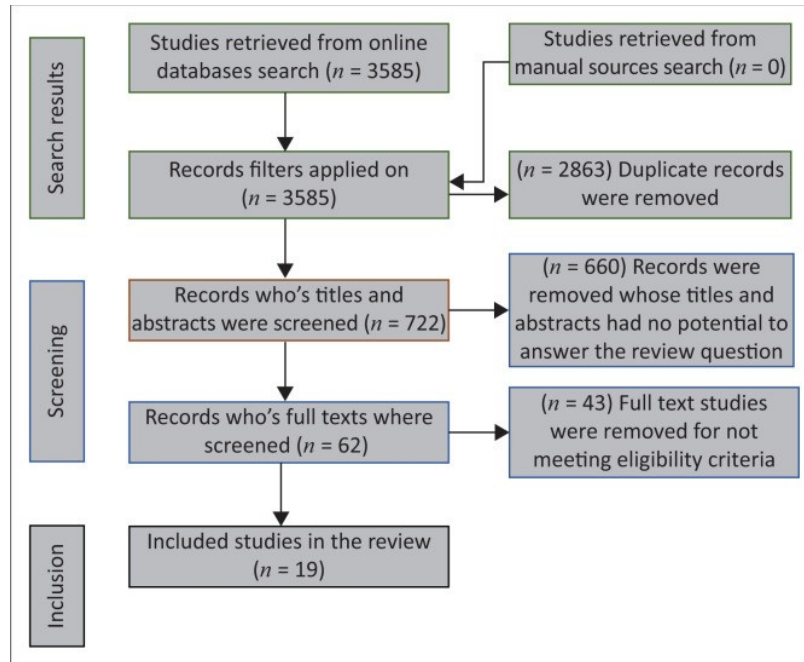 Search results
Studies retrieved from online
databases search (n = 3585)
Studies retrieved from
manual sources search (n = 0)
Records filters applied on
(n = 3585)
(n = 2863) Duplicate records
were removed
Screening
Records who's titles and
abstracts were screened (n = 722)
(n = 660) Records were
removed whose titles and
abstracts had no potential to
answer the review question
Records who's full texts where
screened (n = 62)
(n = 43) Full text studies
were removed for not
meeting eligibility criteria
Inclusion
Included studies in the review
(n = 19)